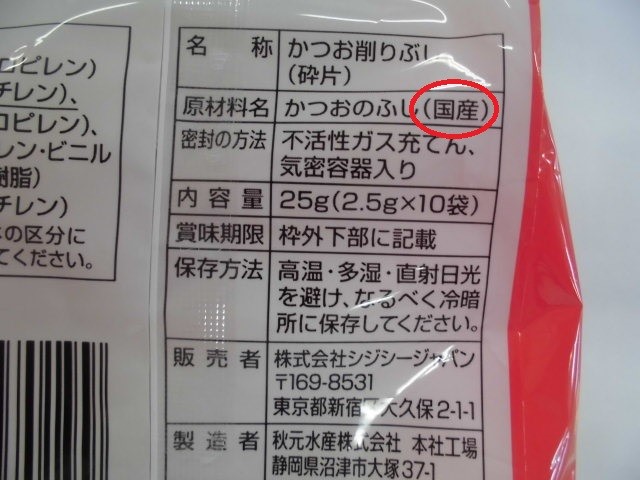 ロピレン)
チレン)、
ロピレン)、
レン・ビニル
樹脂)
チレン)
の区分に
てください。
名称 かつお削りぶし
(砕片)
原材料名 かつおのふし(国産)
密封の方法 不活性ガス充てん、
気密容器入り
内容量 25g(2.5g×10袋)
賞味期限 枠外下部に記載
保存方法 高温・多湿・直射日光
を避け、なるべく冷暗
所に保存してください。
販売者 株式会社シジシージャパン
〒169-8531
東京都新宿区大久保2-1-1
製造者 秋元水産株式会社 本社工場
静岡県沼津市大塚37-1